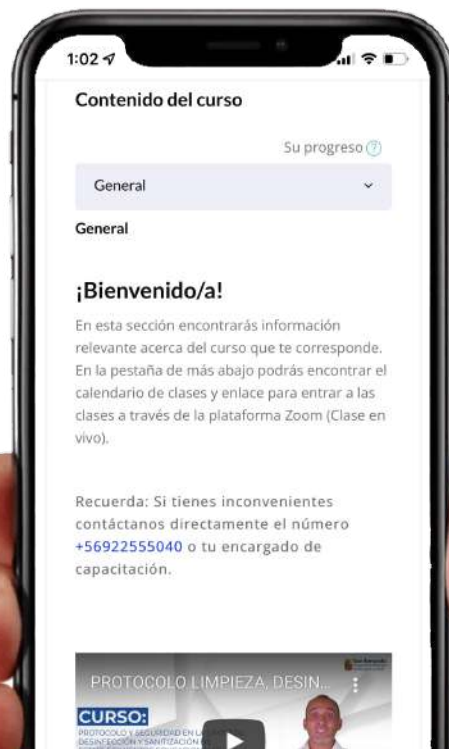 1:02
Contenido del curso
Su progreso
General
General
¡Bienvenido/a!
En esta sección encontrarás información
relevante acerca del curso que te corresponde.
En la pestaña de más abajo podrás encontrar el
calendario de clases y enlace para entrar a las
clases a través de la plataforma Zoom (Clase en
vivo).
Recuerda: Si tienes inconvenientes
contáctanos directamente el número
+56922555040 o tu encargado de
capacitación.
PROTOCOLO LIMPIEZA, DESIN...
CURSO:
PROTOCOLO Y SEGURIDAD EN LA
DESINFECCIÓN Y SANITIZACIÓN